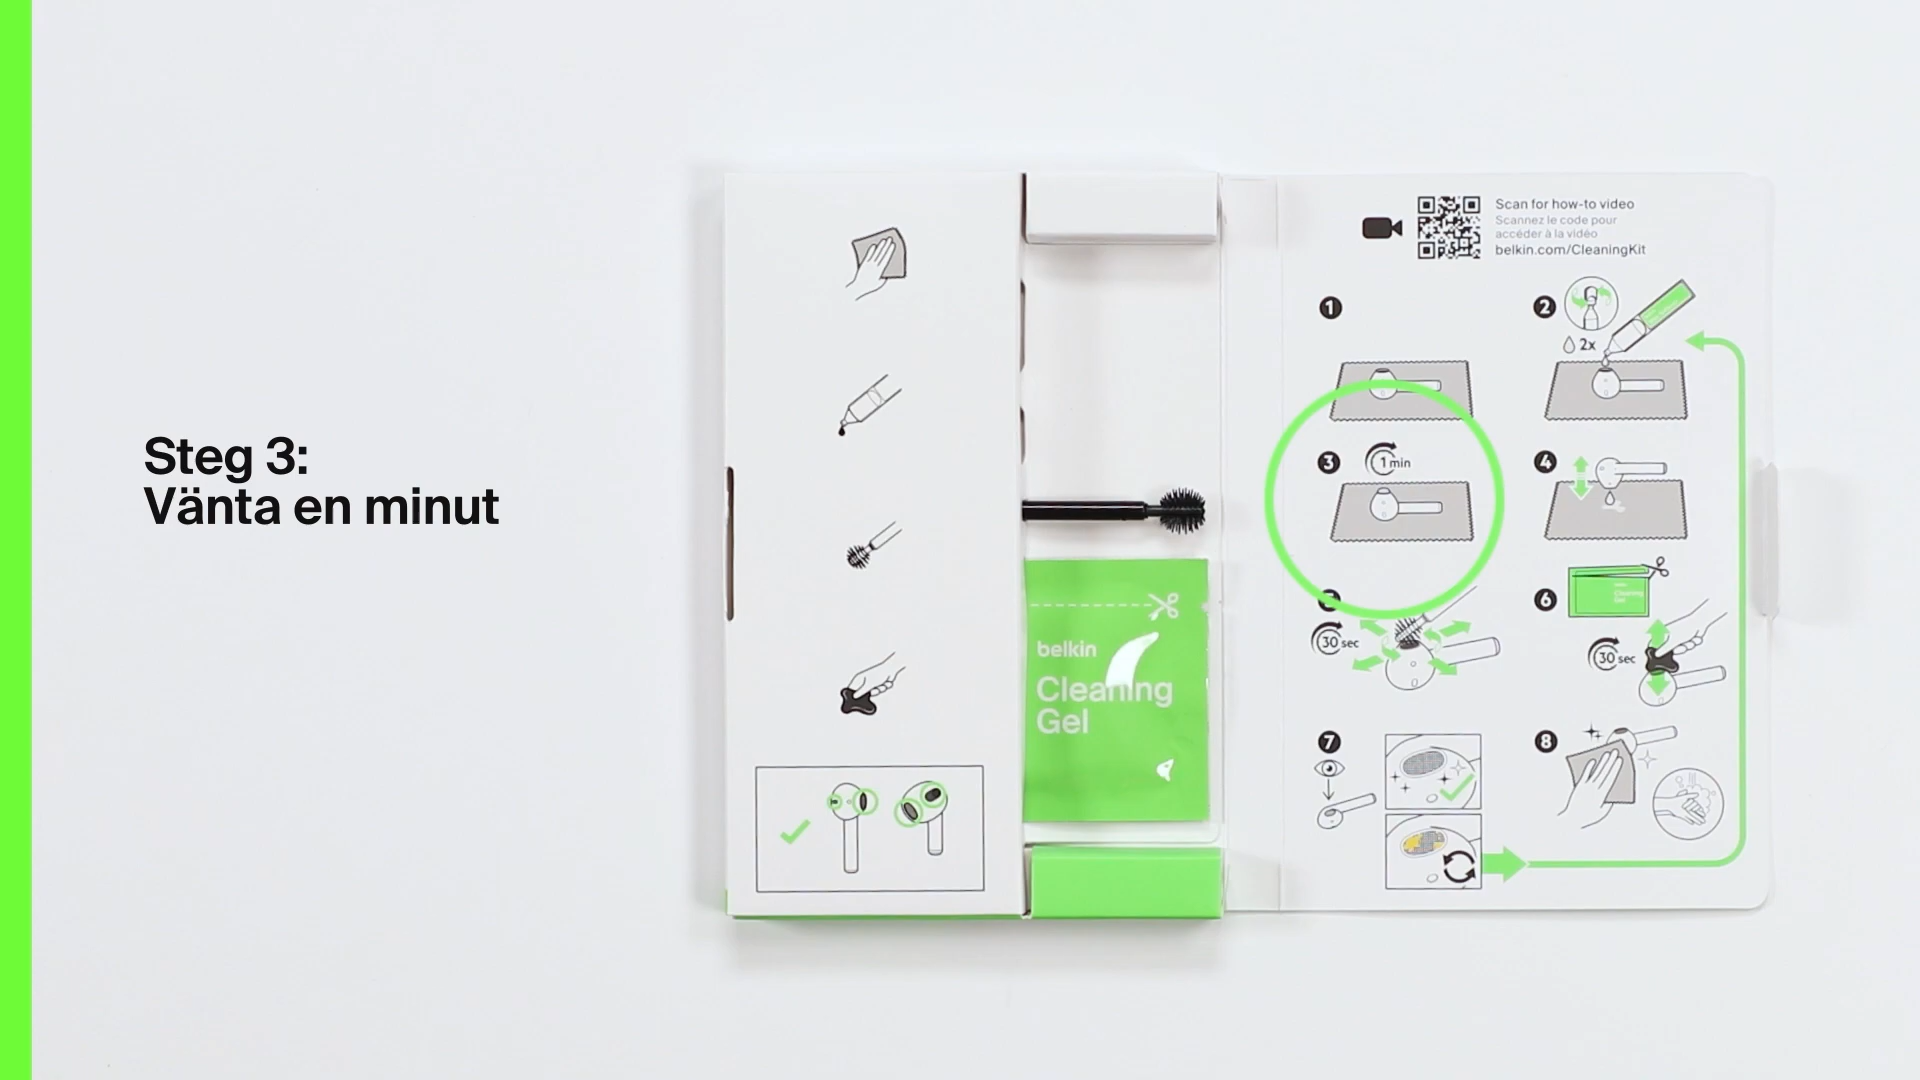 Steg 3:
Vänta en minut
Scan for how-to video
Scannez le code pour
accéder à la vidéo
belkin.com/CleaningKit
1
2
2x
3
1 min
4
5
30 sec
6
30 sec
7
8
belkin
Cleaning
Gel